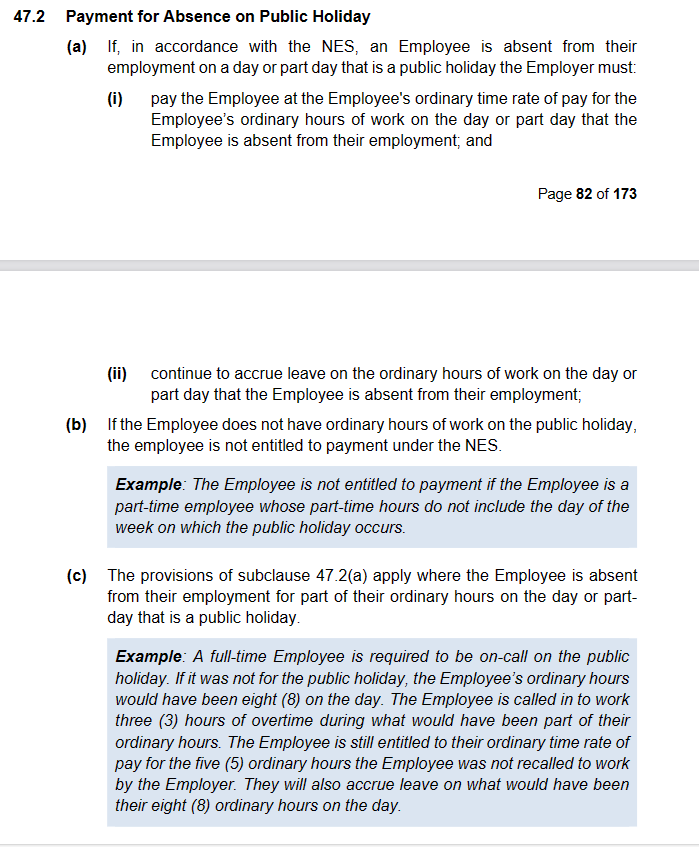 47.2 Payment for Absence on Public Holiday
(a) If, in accordance with the NES, an Employee is absent from their
employment on a day or part day that is a public holiday the Employer must:
(i) pay the Employee at the Employee's ordinary time rate of pay for the
Employee’s ordinary hours of work on the day or part day that the
Employee is absent from their employment; and
Page 82 of 173
(ii) continue to accrue leave on the ordinary hours of work on the day or
part day that the Employee is absent from their employment;
(b) If the Employee does not have ordinary hours of work on the public holiday,
the employee is not entitled to payment under the NES.
Example: The Employee is not entitled to payment if the Employee is a
part-time employee whose part-time hours do not include the day of the
week on which the public holiday occurs.
(c) The provisions of subclause 47.2(a) apply where the Employee is absent
from their employment for part of their ordinary hours on the day or part-
day that is a public holiday.
Example: A full-time Employee is required to be on-call on the public
holiday. If it was not for the public holiday, the Employee’s ordinary hours
would have been eight (8) on the day. The Employee is called in to work
three (3) hours of overtime during what would have been part of their
ordinary hours. The Employee is still entitled to their ordinary time rate of
pay for the five (5) ordinary hours the Employee was not recalled to work
by the Employer. They will also accrue leave on what would have been
their eight (8) ordinary hours on the day.